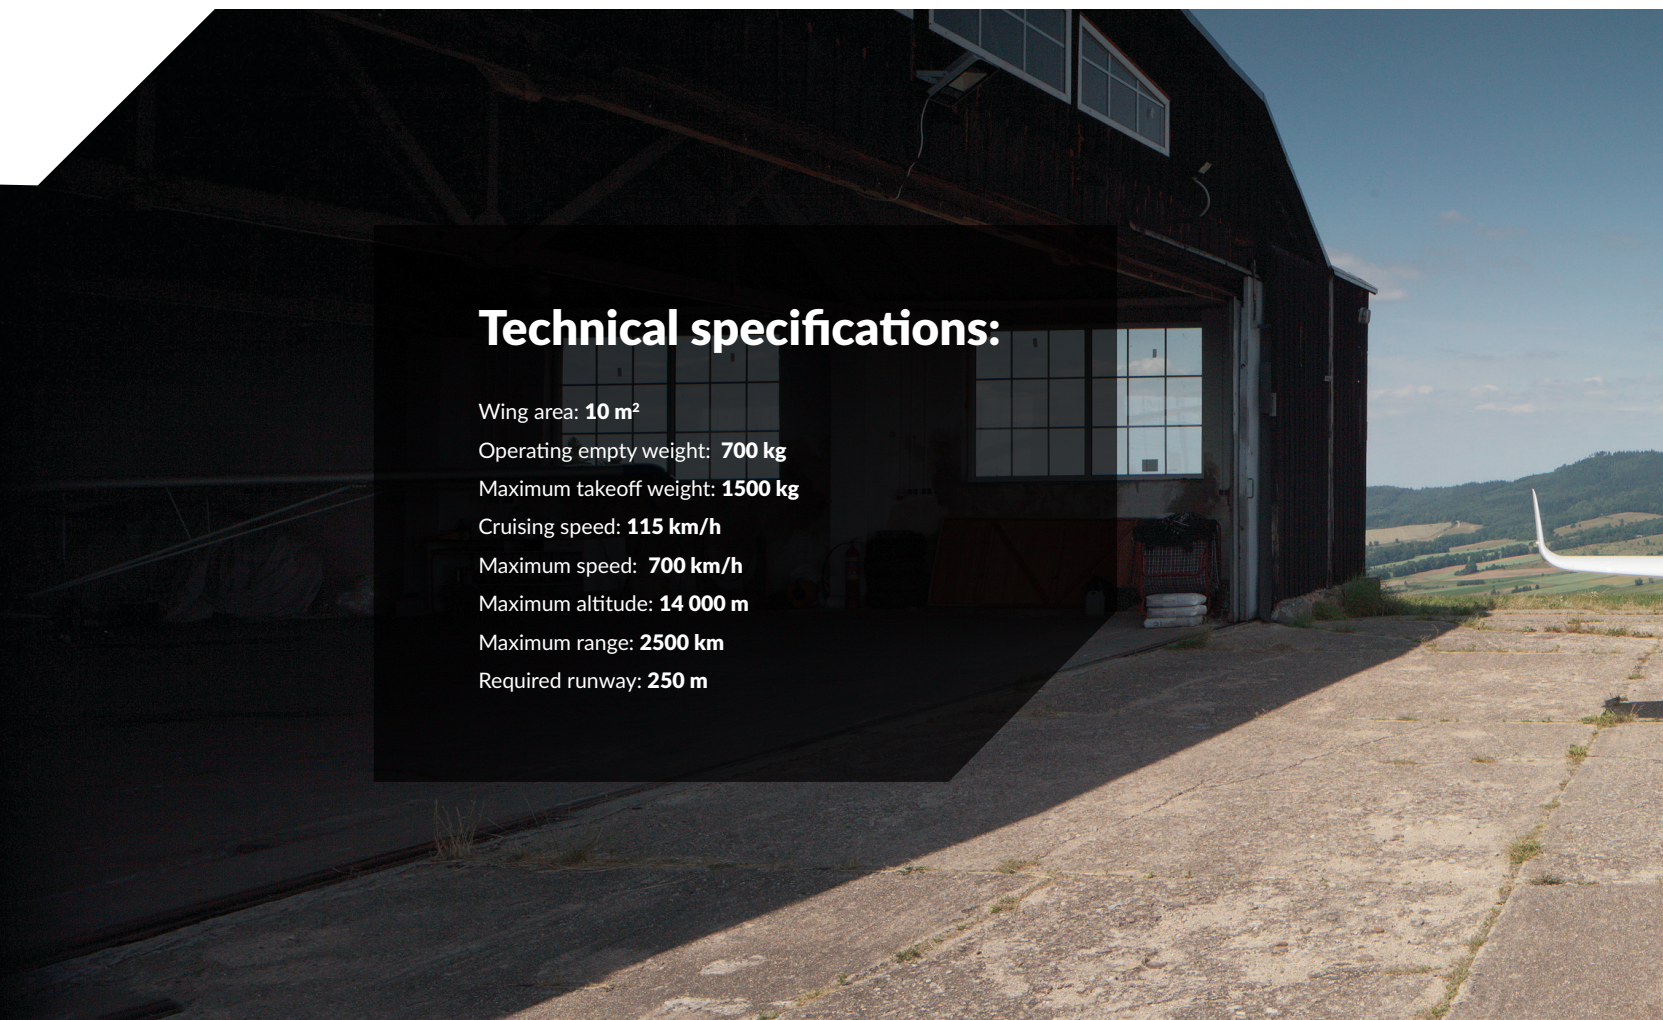 Technical specifications:
Wing area: 10 m²
Operating empty weight: 700 kg
Maximum takeoff weight: 1500 kg
Cruising speed: 115 km/h
Maximum speed: 700 km/h
Maximum altitude: 14 000 m
Maximum range: 2500 km
Required runway: 250 m